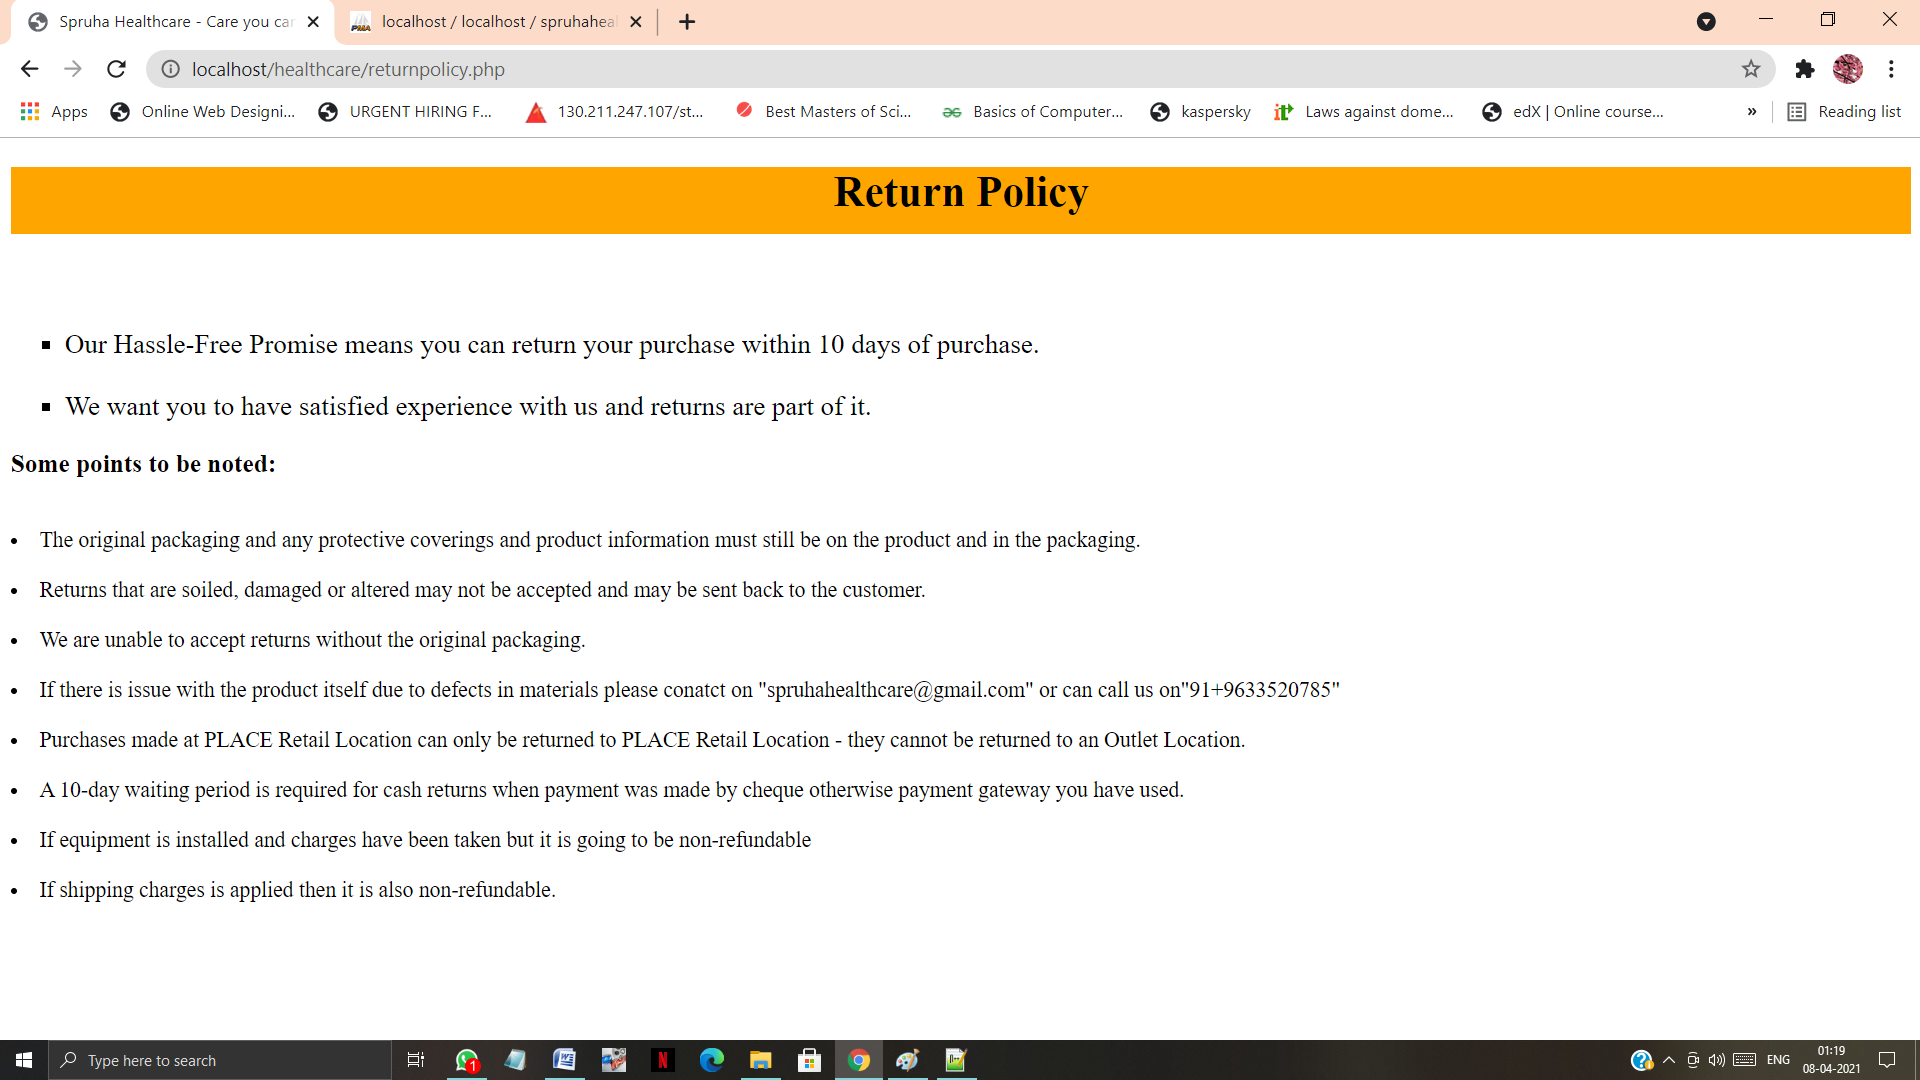 Spruha Healthcare - Care you car
localhost / localhost / spruhaheal
localhost/healthcare/returnpolicy.php
Apps
Online Web Designi...
URGENT HIRING F...
130.211.247.107/st...
Best Masters of Sci...
Basics of Computer...
kaspersky
Laws against dome...
edX | Online course...
»
Reading list
Return Policy
Our Hassle-Free Promise means you can return your purchase within 10 days of purchase.
We want you to have satisfied experience with us and returns are part of it.
Some points to be noted:
The original packaging and any protective coverings and product information must still be on the product and in the packaging.
Returns that are soiled, damaged or altered may not be accepted and may be sent back to the customer.
We are unable to accept returns without the original packaging.
If there is issue with the product itself due to defects in materials please conatct on "spruhahealthcare@gmail.com" or can call us on"91+9633520785"
Purchases made at PLACE Retail Location can only be returned to PLACE Retail Location - they cannot be returned to an Outlet Location.
A 10-day waiting period is required for cash returns when payment was made by cheque otherwise payment gateway you have used.
If equipment is installed and charges have been taken but it is going to be non-refundable
If shipping charges is applied then it is also non-refundable.
Type here to search
1
ENG
01:19
08-04-2021